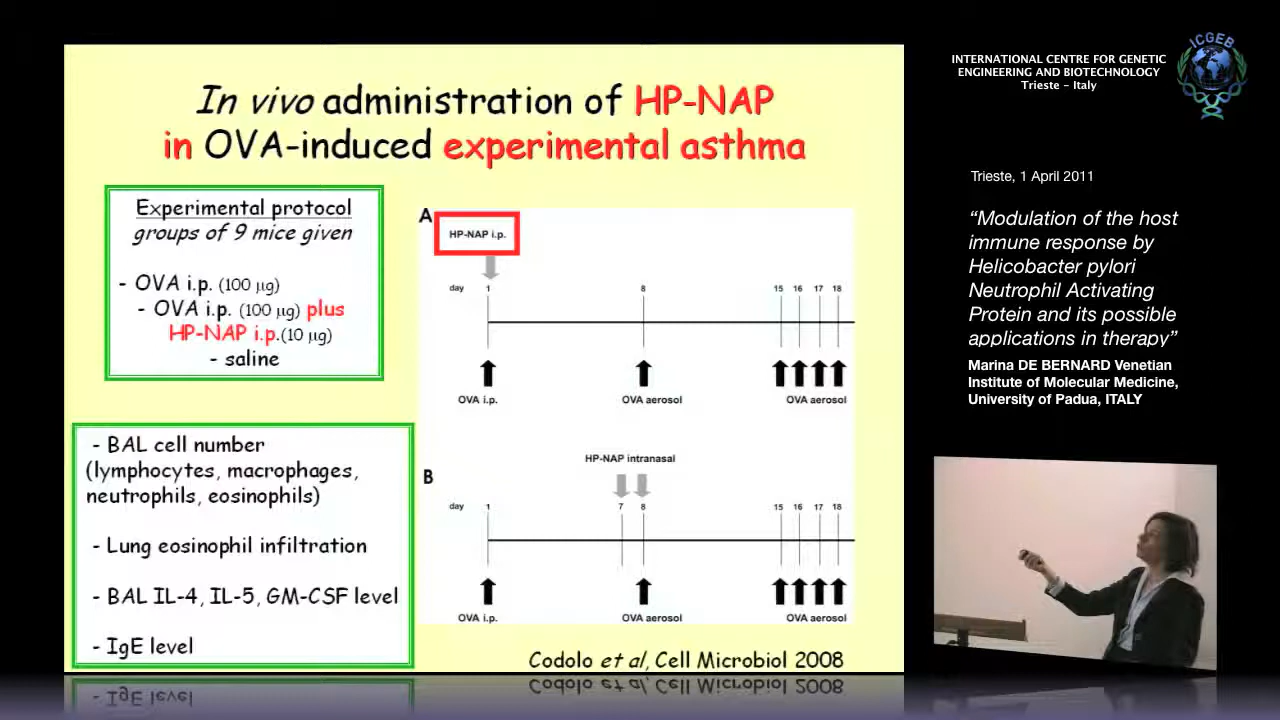 In vivo administration of HP-NAP
in OVA-induced experimental asthma
Experimental protocol
groups of 9 mice given
- OVA i.p. (100 µg)
- OVA i.p. (100 µg) plus
HP-NAP i.p.(10 µg)
- saline
- BAL cell number
(lymphocytes, macrophages,
neutrophils, eosinophils)
- Lung eosinophil infiltration
- BAL IL-4, IL-5, GM-CSF level
- IgE level
A
HP-NAP i.p.
day 1 8 15 16 17 18
OVA i.p. OVA aerosol OVA aerosol
HP-NAP intranasal
B
day 1 7 8 15 16 17 18
OVA i.p. OVA aerosol OVA aerosol
Codolo et al, Cell Microbiol 2008
INTERNATIONAL CENTRE FOR GENETIC
ENGINEERING AND BIOTECHNOLOGY
Trieste - Italy
ICGEB
Trieste, 1 April 2011
“Modulation of the host
immune response by
Helicobacter pylori
Neutrophil Activating
Protein and its possible
applications in therapy”
Marina DE BERNARD Venetian
Institute of Molecular Medicine,
University of Padua, ITALY